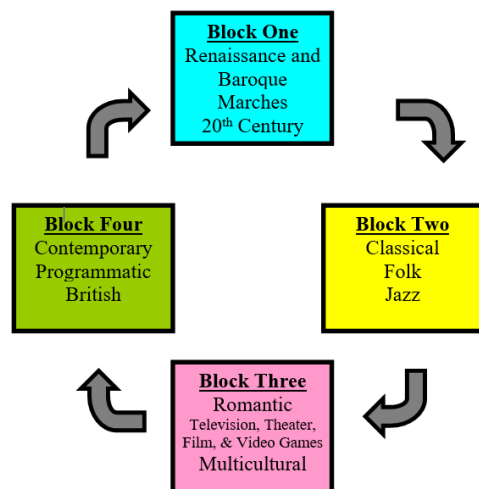 Block One
Renaissance and
Baroque
Marches
20th Century
Block Two
Classical
Folk
Jazz
Block Three
Romantic
Television, Theater,
Film, & Video Games
Multicultural
Block Four
Contemporary
Programmatic
British